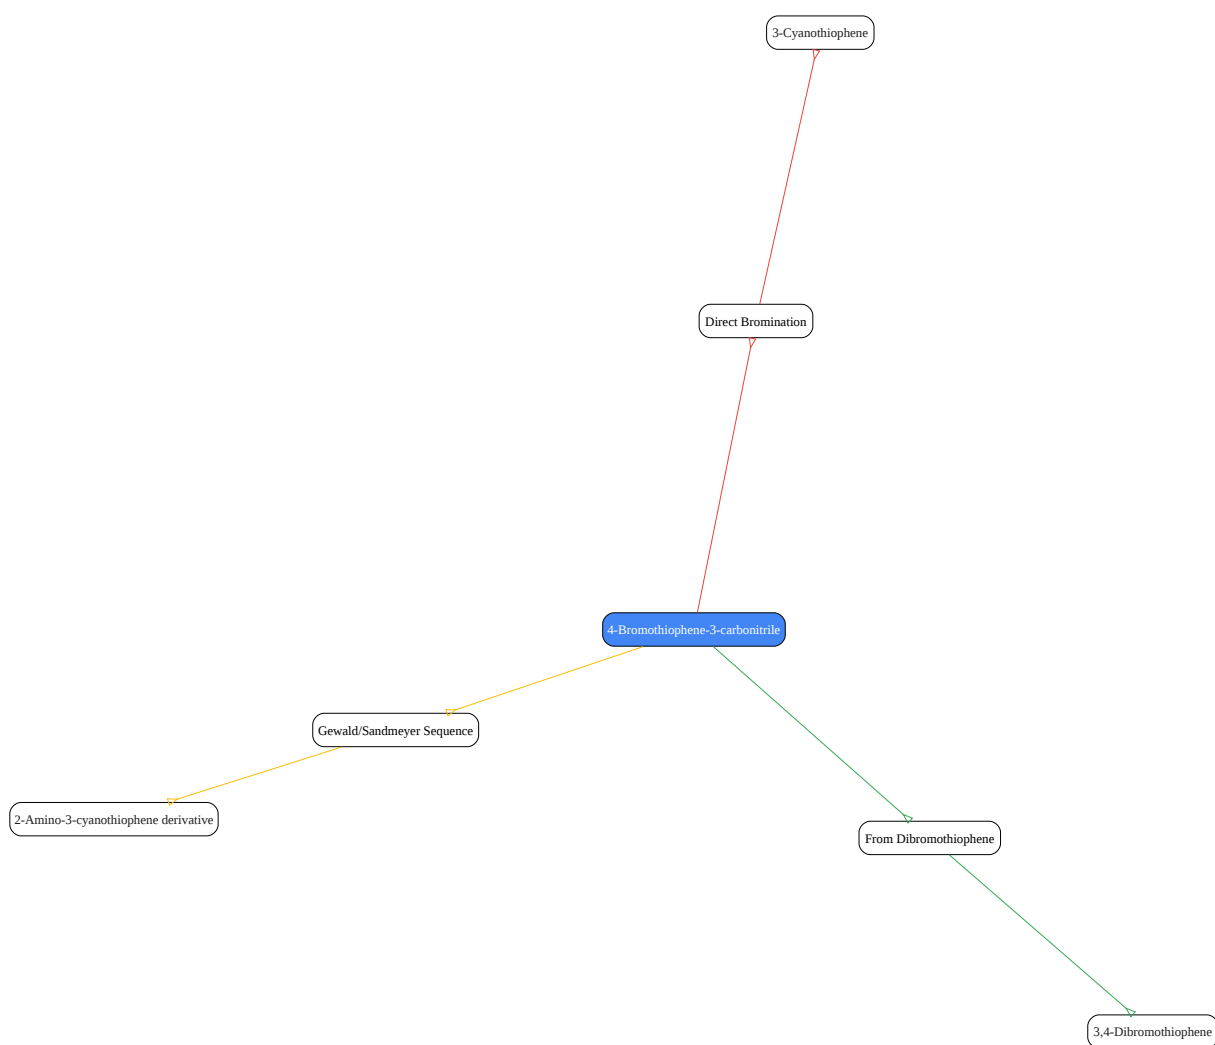 3-Cyanothiophene
Direct Bromination
4-Bromothiophene-3-carbonitrile
Gewald/Sandmeyer Sequence
2-Amino-3-cyanothiophene derivative
From Dibromothiophene
3,4-Dibromothiophene